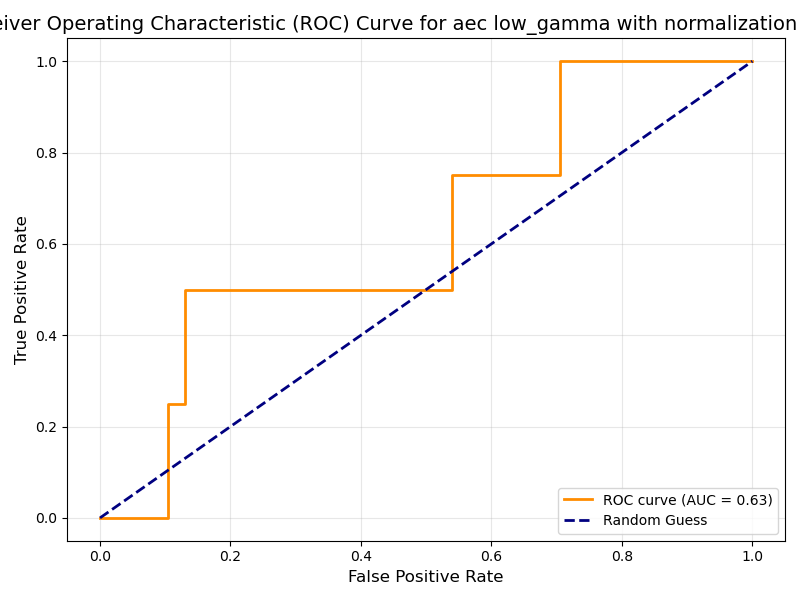 eiver Operating Characteristic (ROC) Curve for aec low_gamma with normalization
True Positive Rate
1.0
0.8
0.6
0.4
0.2
0.0
0.0 0.2 0.4 0.6 0.8 1.0
False Positive Rate
ROC curve (AUC = 0.63)
Random Guess